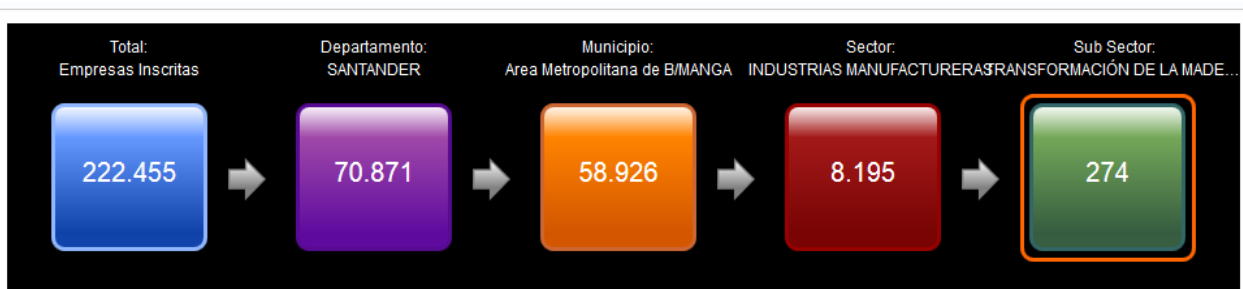 Total:
Empresas Inscritas
Departamento:
SANTANDER
Municipio:
Area Metropolitana de B/MANGA
Sector:
INDUSTRIAS MANUFACTURERAS
Sub Sector:
TRANSFORMACIÓN DE LA MADE...
222.455
70.871
58.926
8.195
274